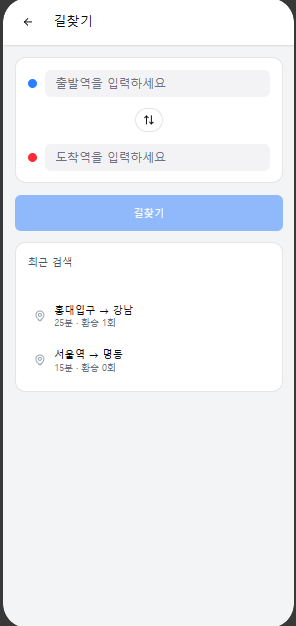 길찾기
출발역을 입력하세요
도착역을 입력하세요
길찾기
최근 검색
홍대입구 → 강남
25분 · 환승 1회
서울역 → 명동
15분 · 환승 0회